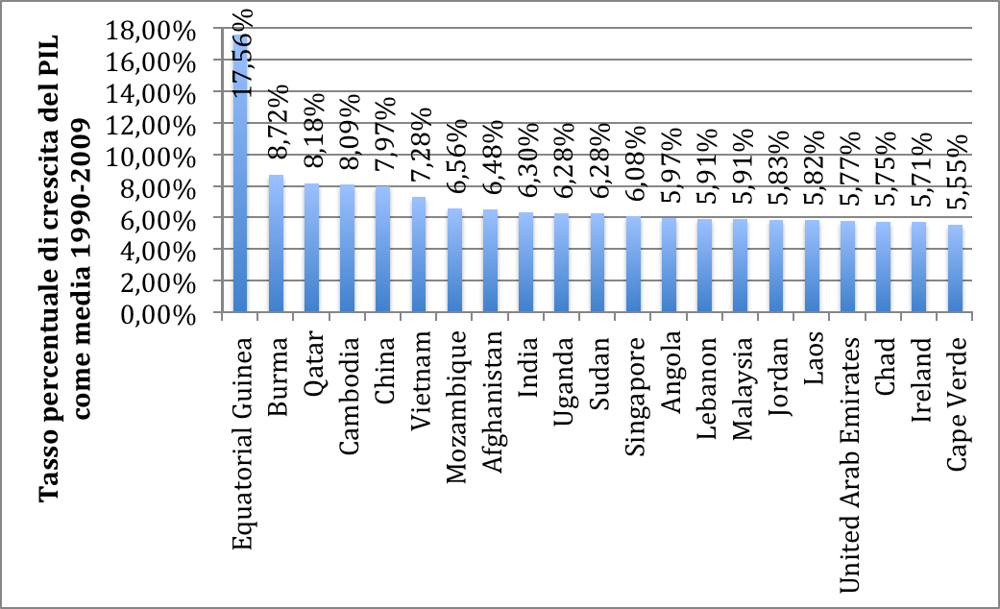 Tasso percentuale di crescita del PIL
come media 1990-2009
18,00%
16,00%
14,00%
12,00%
10,00%
8,00%
6,00%
4,00%
2,00%
0,00%
17,56%
8,72%
8,18%
8,09%
7,97%
7,28%
6,56%
6,48%
6,30%
6,28%
6,28%
6,08%
5,97%
5,91%
5,91%
5,83%
5,82%
5,77%
5,75%
5,71%
5,55%
Equatorial Guinea
Burma
Qatar
Cambodia
China
Vietnam
Mozambique
Afghanistan
India
Uganda
Sudan
Singapore
Angola
Lebanon
Malaysia
Jordan
Laos
United Arab Emirates
Chad
Ireland
Cape Verde